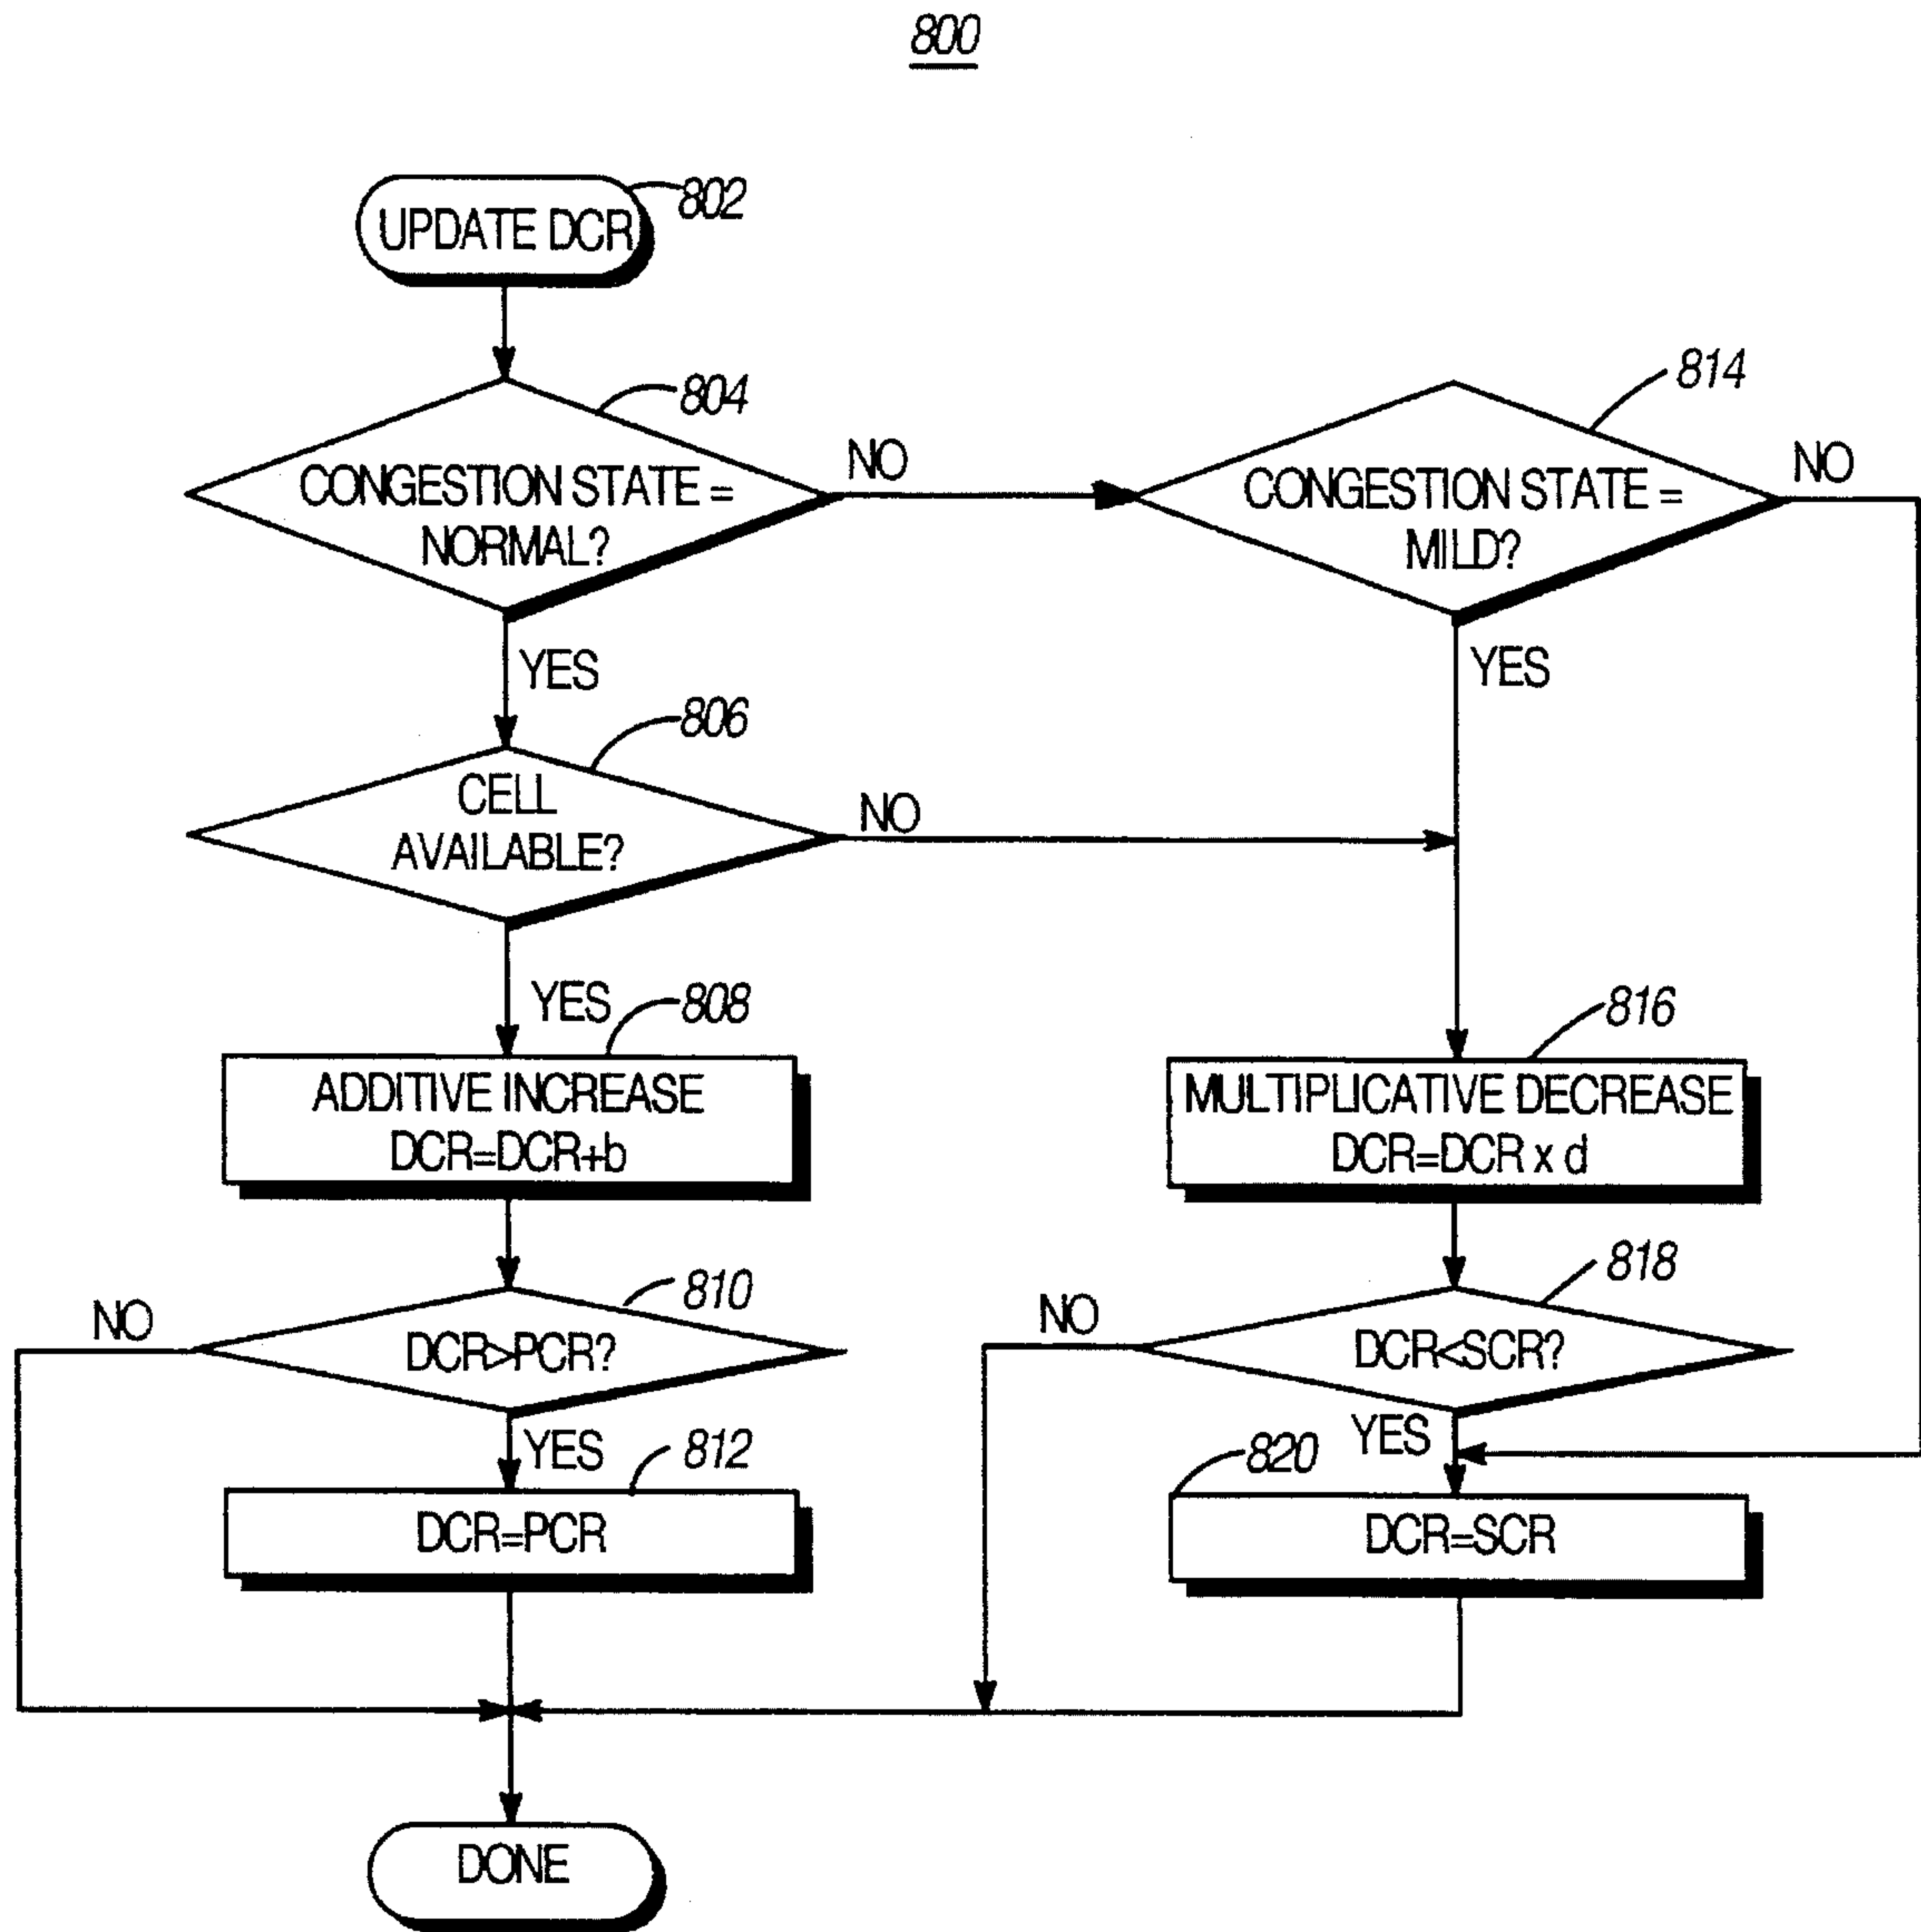 800
UPDATE DCR
802
804
CONGESTION STATE =
NORMAL?
NO
814
CONGESTION STATE =
MILD?
NO
YES
YES
806
CELL
AVAILABLE?
NO
YES
808
ADDITIVE INCREASE
DCR=DCR+b
816
MULTIPLICATIVE DECREASE
DCR=DCR x d
810
NO
DCR>PCR?
YES
812
DCR=PCR
818
NO
DCR<SCR?
YES
820
DCR=SCR
DONE